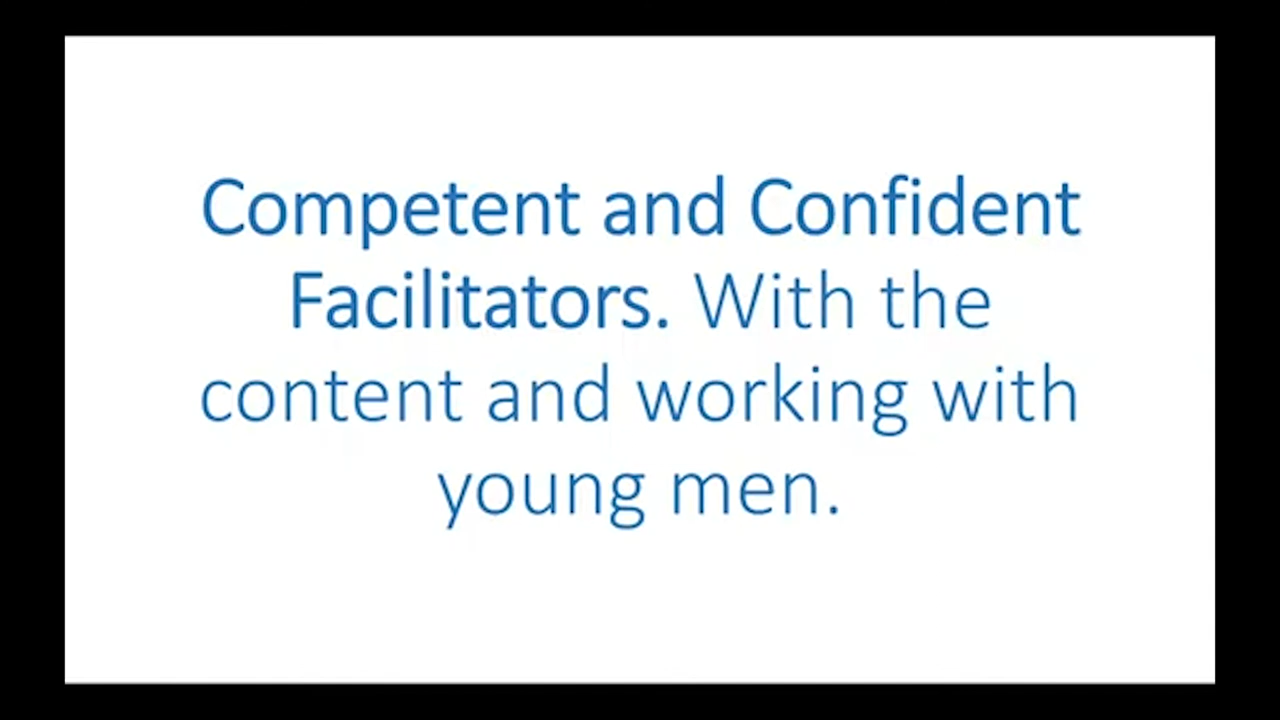 Competent and Confident
Facilitators. With the
content and working with
young men.